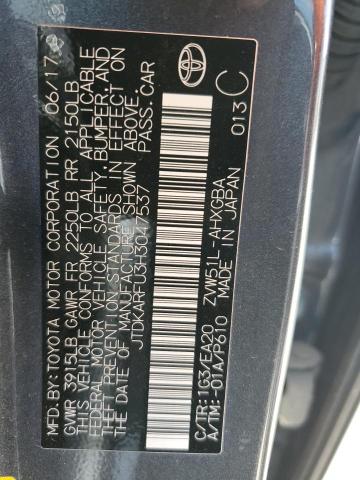 MFD. BY: TOYOTA MOTOR CORPORATION 06/17
GVWR 3915LB GAWR FR 2250LB RR 2150LB
THIS VEHICLE CONFORMS TO ALL APPLICABLE
FEDERAL MOTOR VEHICLE SAFETY, BUMPER, AND
THEFT PREVENTION STANDARDS IN EFFECT ON
THE DATE OF MANUFACTURE SHOWN ABOVE.
JTDKARFU3H3047537 PASS. CAR
C/TR: 1G3/EA20 ZVW51L-AHXGBA
A/TM: -01A/P610 MADE IN JAPAN
013 C
TOYOTA